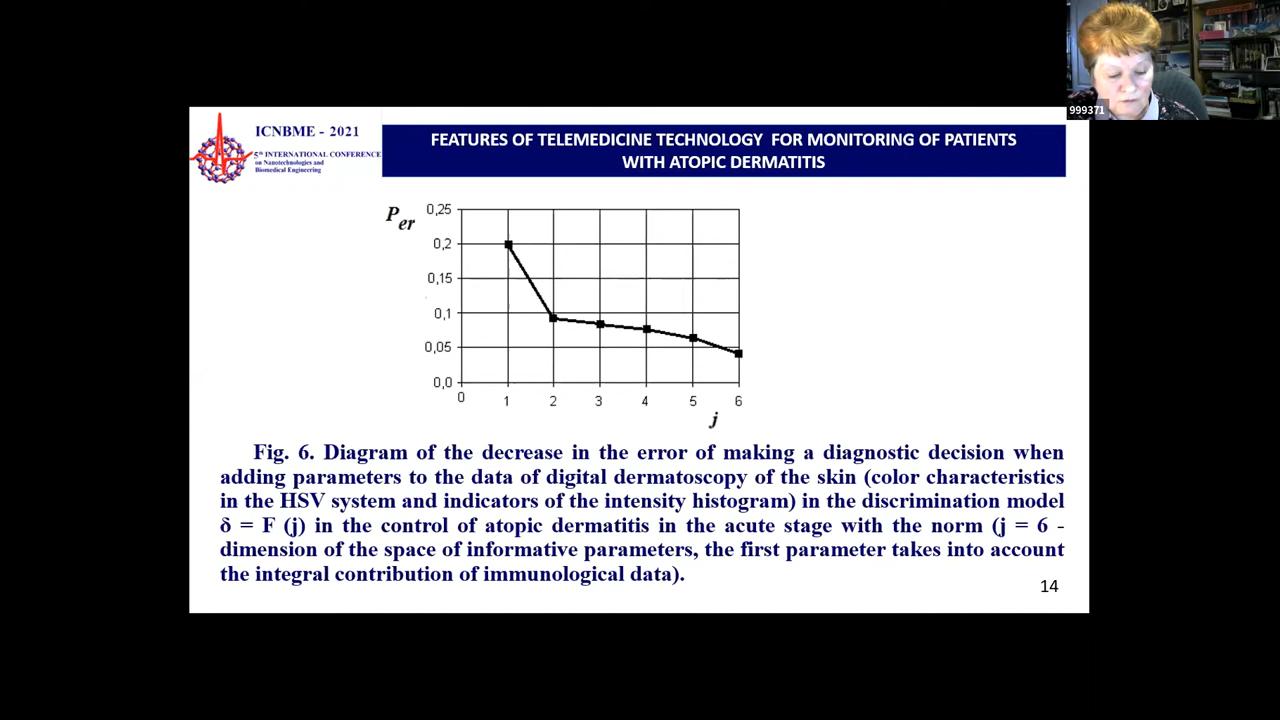 999371
ICNBME - 2021
5th INTERNATIONAL CONFERENCE
on Nanotechnologies and
Biomedical Engineering
FEATURES OF TELEMEDICINE TECHNOLOGY FOR MONITORING OF PATIENTS
WITH ATOPIC DERMATITIS
P er
0,25
0,2
0,15
0,1
0,05
0,0
0 1 2 3 4 5 6
j
Fig. 6. Diagram of the decrease in the error of making a diagnostic decision when
adding parameters to the data of digital dermatoscopy of the skin (color characteristics
in the HSV system and indicators of the intensity histogram) in the discrimination model
δ = F (j) in the control of atopic dermatitis in the acute stage with the norm (j = 6 -
dimension of the space of informative parameters, the first parameter takes into account
the integral contribution of immunological data).
14